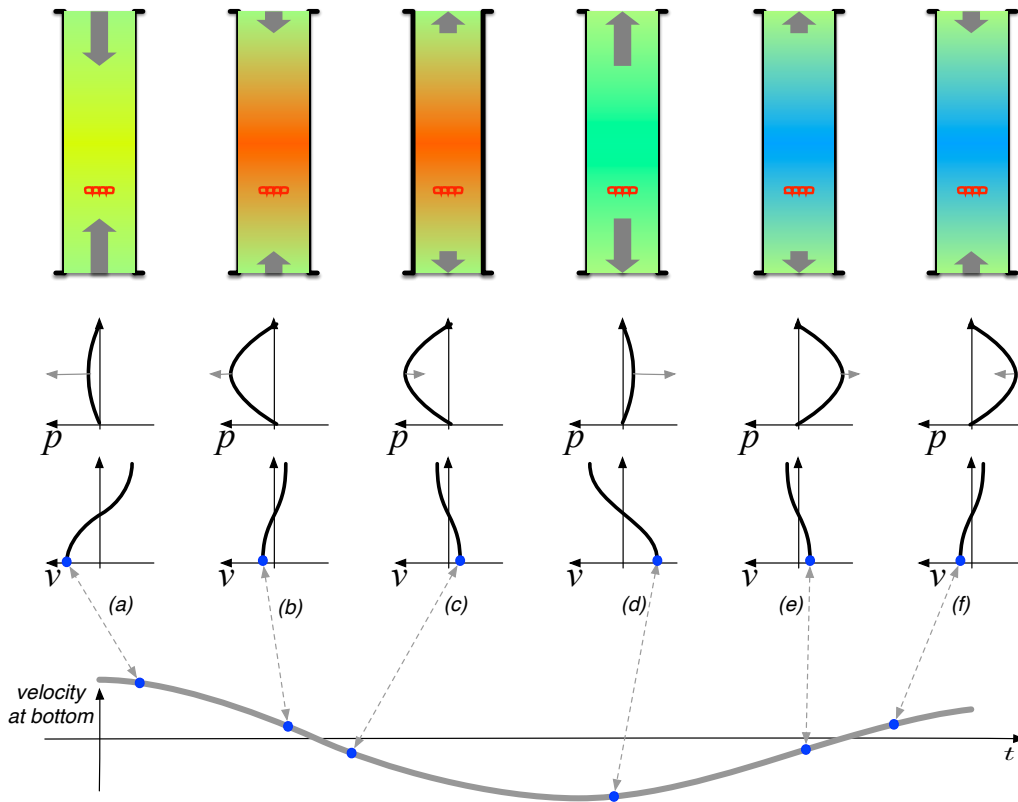 p p p p p p
v v v v v v
(a) (b) (c) (d) (e) (f)
velocity
at bottom
t